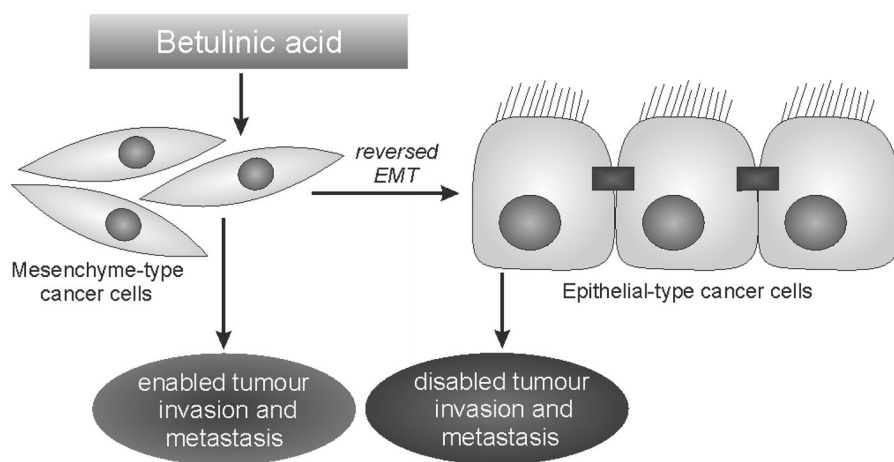 Betulinic acid
reversed
EMT
Mesenchyme-type
cancer cells
Epithelial-type cancer cells
enabled tumour
invasion and
metastasis
disabled tumour
invasion and
metastasis